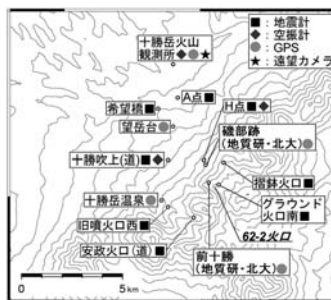 ■：地震計
◆：空振計
●：GPS
★：遠望カメラ
十勝岳火山
観測所◆●★
A点■
希望橋■
H点■◆
望岳台●
磯部跡
(地質研・北大)●
十勝吹上(道)■◆
摺鉢火口■
グラウンド
火口南■
十勝岳温泉●
旧噴火口西■
62-2火口
安政火口(道)■
前十勝
(地質研・北大)●
0
5
km